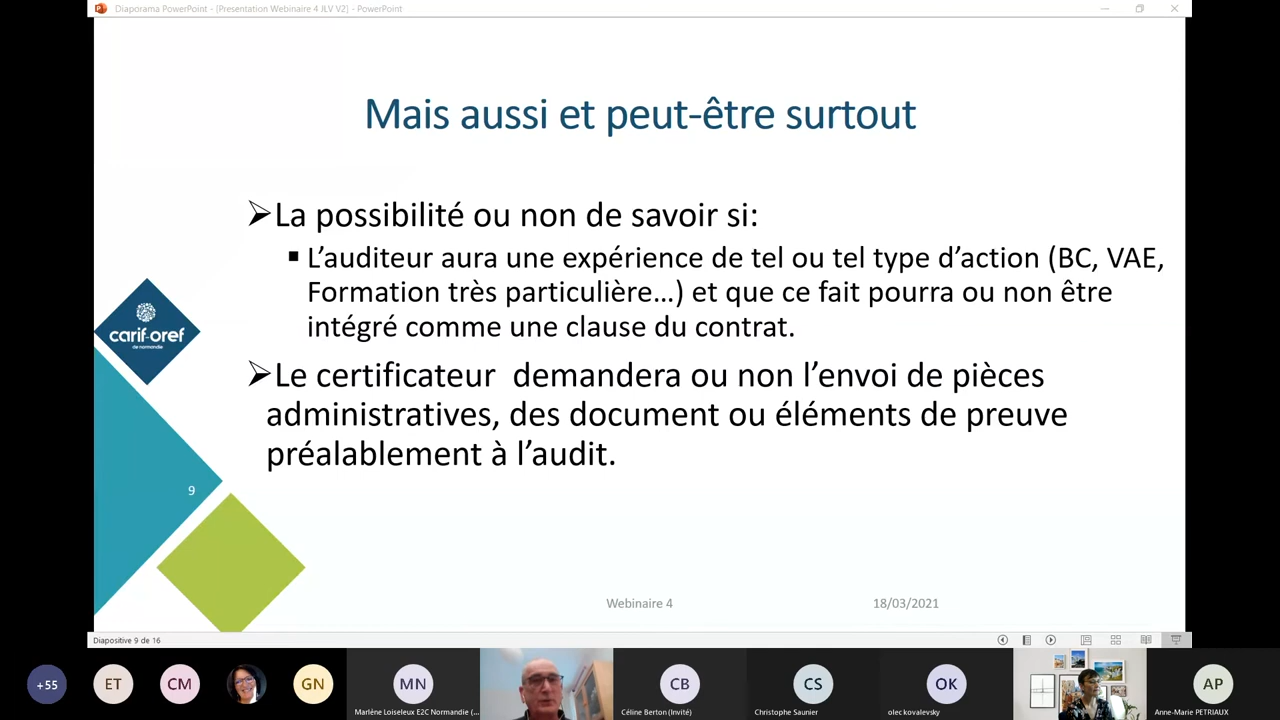 Diaporama PowerPoint - [Presentation Webinaire 4 JLV V2] - PowerPoint
Mais aussi et peut-être surtout
La possibilité ou non de savoir si:
L’auditeur aura une expérience de tel ou tel type d’action (BC, VAE,
Formation très particulière…) et que ce fait pourra ou non être
intégré comme une clause du contrat.
Le certificateur demandera ou non l’envoi de pièces
administratives, des document ou éléments de preuve
préalablement à l’audit.
carif-oref
de normandie
9
Webinaire 4
18/03/2021
Diapositive 9 de 16
+55
ET
CM
GN
MN
CB
CS
OK
AP
Marlène Loiseleux E2C Normandie (...
Céline Berton (Invité)
Christophe Saunier
olec kovalevsky
Anne-Marie PETRIAUX